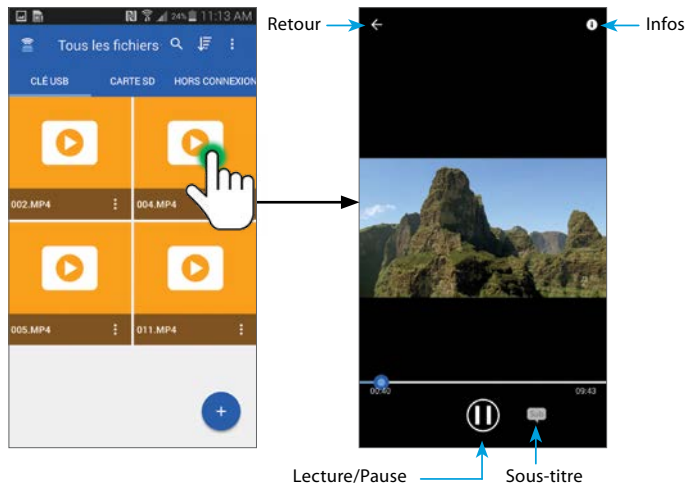 24% 11:13 AM
Tous les fichiers
CLÉ USB CARTE SD HORS CONNEXION
002.MP4 004.MP4
005.MP4 011.MP4
+
Retour
Infos
00:40 09:43
Sub
Lecture/Pause Sous-titre